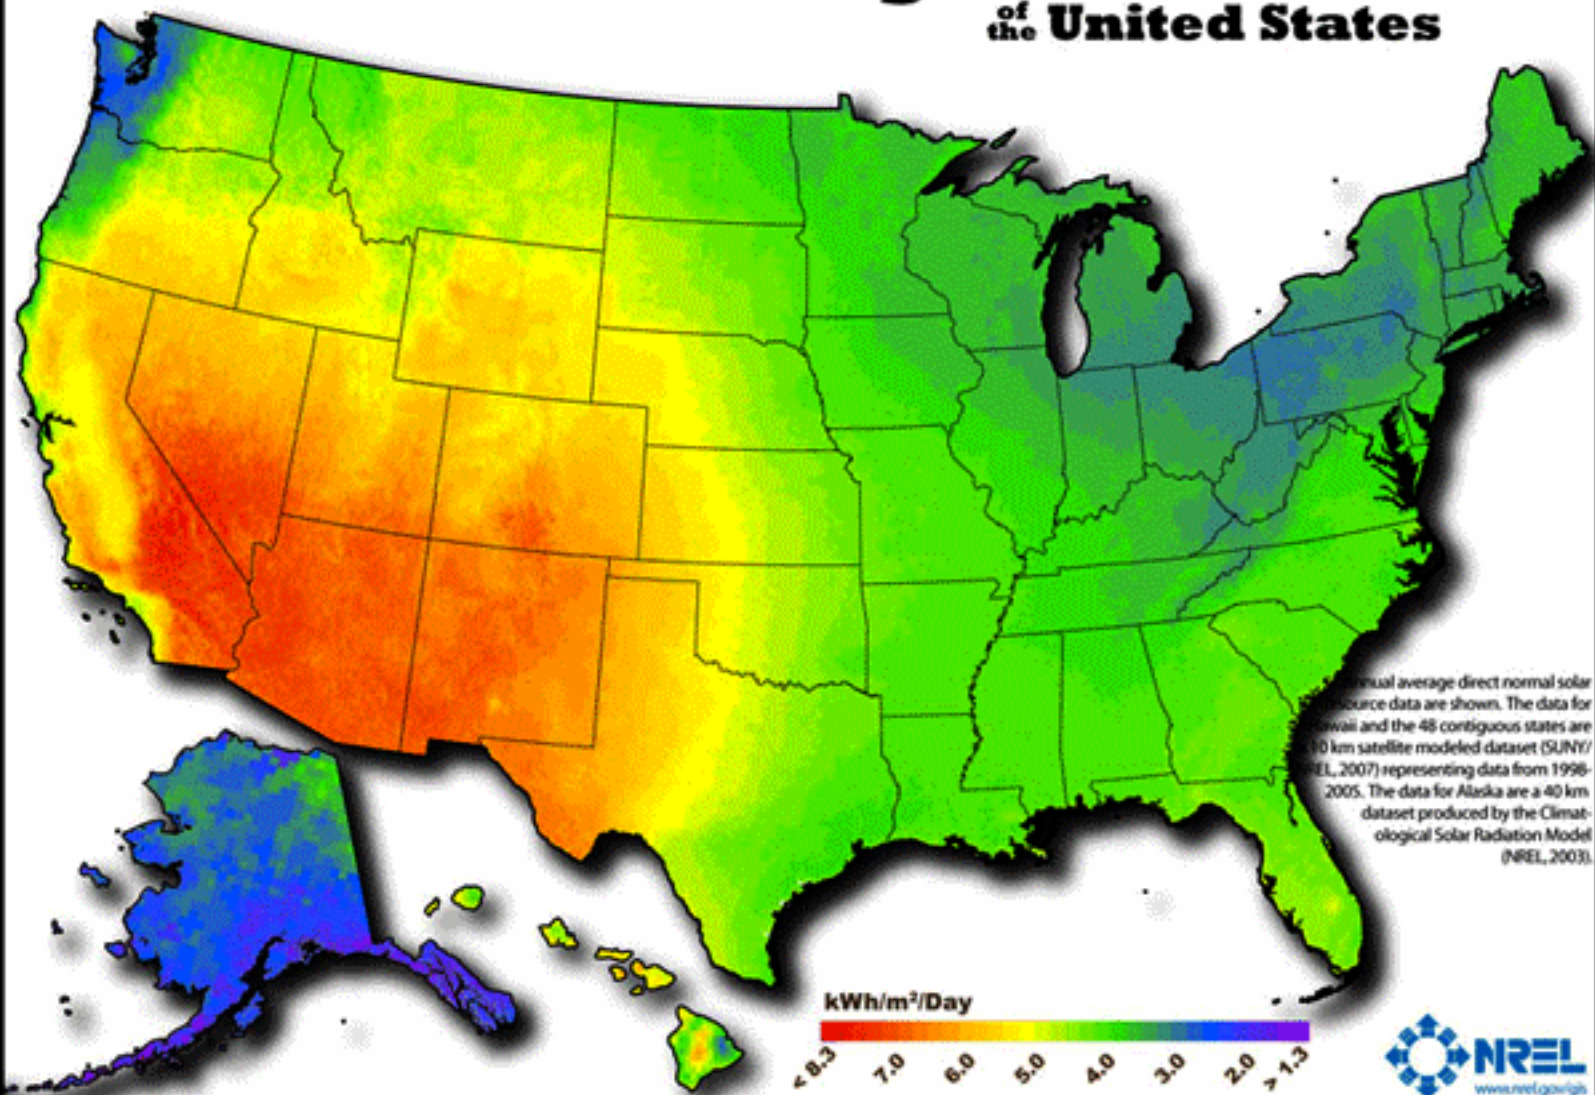 of
the United States
nual average direct normal solar
source data are shown. The data for
awaii and the 48 contiguous states are
10 km satellite modeled dataset (SUNY/
REL, 2007) representing data from 1998-
2005. The data for Alaska are a 40 km
dataset produced by the Climat-
ological Solar Radiation Model
(NREL, 2003).
kWh/m²/Day
< 8.3
7.0
6.0
5.0
4.0
3.0
2.0
> 1.3
NREL
www.nrel.gov/gis